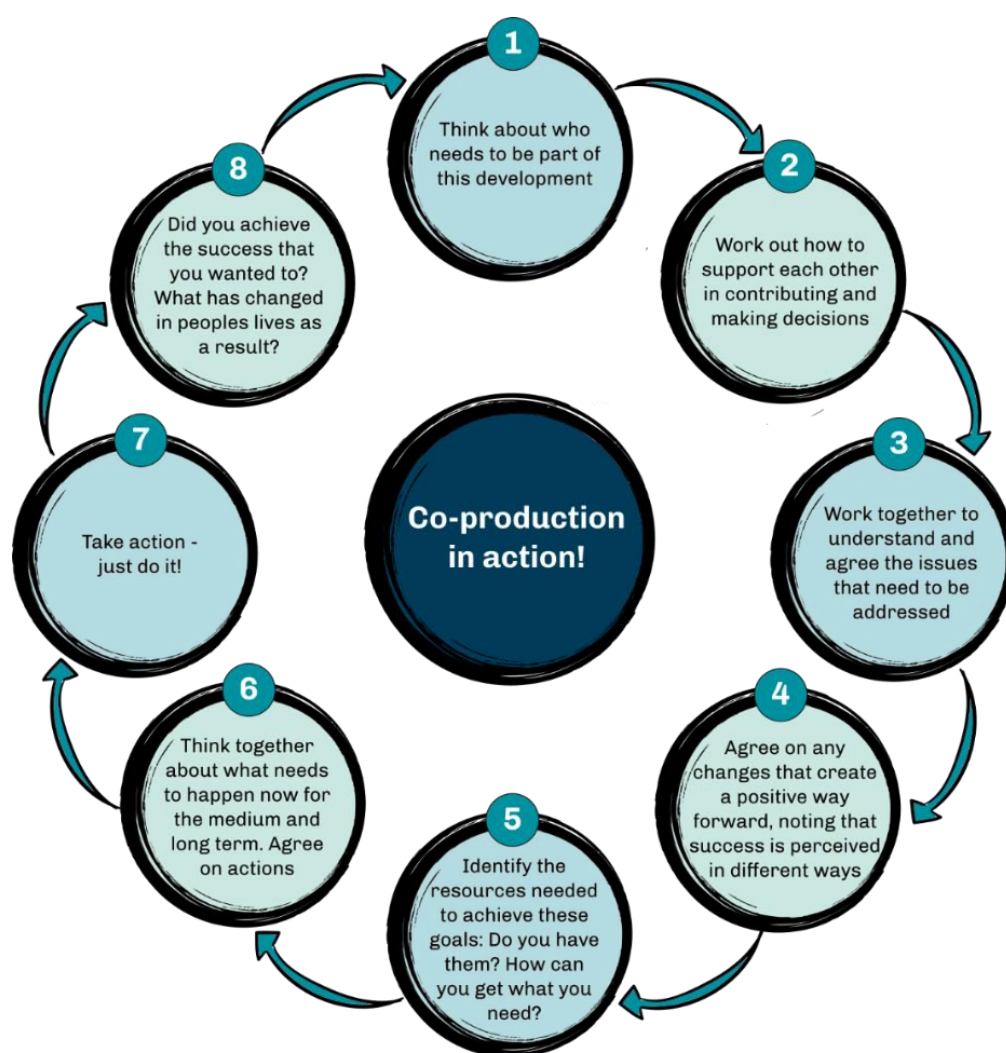 1
Think about who
needs to be part of
this development
2
Work out how to
support each other
in contributing and
making decisions
3
Work together to
understand and
agree the issues
that need to be
addressed
4
Agree on any
changes that create
a positive way
forward, noting that
success is perceived
in different ways
5
Identify the
resources needed
to achieve these
goals: Do you have
them? How can
you get what you
need?
6
Think together
about what needs
to happen now for
the medium and
long term. Agree
on actions
7
Take action -
just do it!
8
Did you achieve
the success that
you wanted to?
What has changed
in peoples lives as
a result?
Co-production
in action!